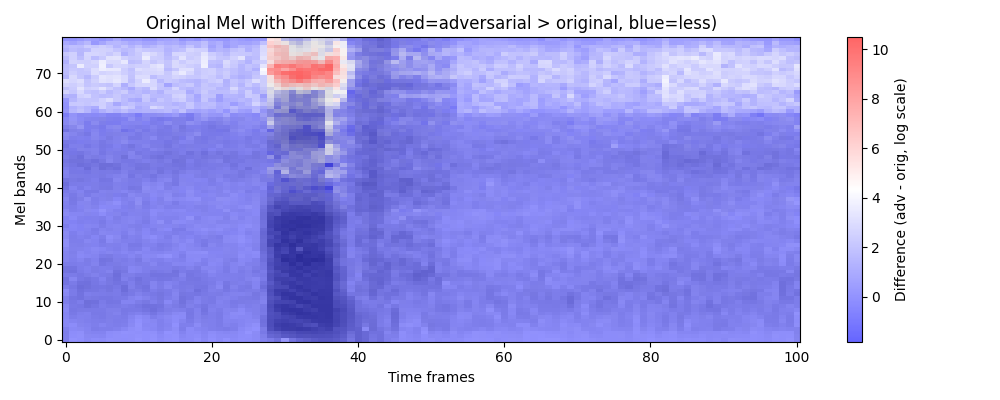 Original Mel with Differences (red=adversarial > original, blue=less)
Mel bands
70
60
50
40
30
20
10
0
0 20 40 60 80 100
Time frames
10
8
6
4
2
0
Difference (adv - orig, log scale)